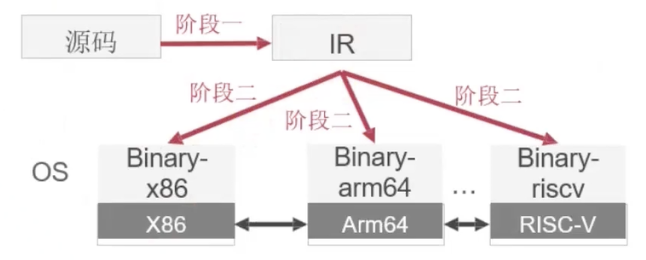 源码
阶段一
IR
阶段二
阶段二
阶段二
OS
Binary-
x86
Binary-
arm64
...
Binary-
riscv
X86
Arm64
RISC-V